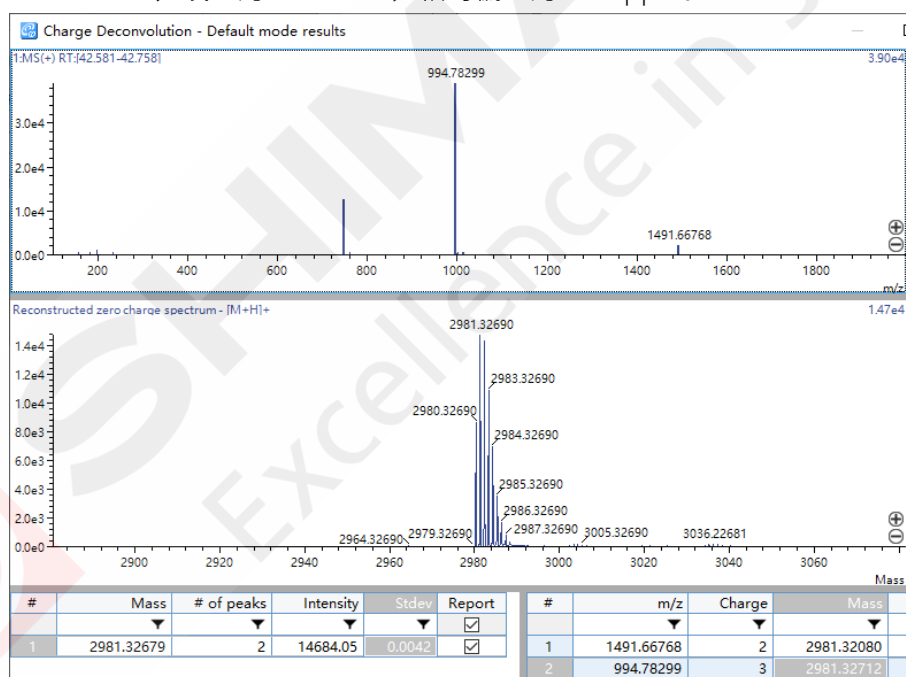 Charge Deconvolution - Default mode results
1:MS(+) RT:[42.581-42.758]
3.90e4
994.78299
3.0e4
2.0e4
1.0e4
0.0e0
1491.66768
200 400 600 800 1000 1200 1400 1600 1800
m/z
Reconstructed zero charge spectrum - [M+H]+
1.47e4
2981.32690
1.4e4
1.2e4
1.0e4
8.0e3
6.0e3
4.0e3
2.0e3
0.0e0
2983.32690
2980.32690
2984.32690
2985.32690
2986.32690
2964.32690 2979.32690 2987.32690 3005.32690 3036.22681
2900 2920 2940 2960 2980 3000 3020 3040 3060
Mass
# Mass # of peaks Intensity Stdev Report
1 2981.32679 2 14684.05 0.0042
# m/z Charge Mass
1 1491.66768 2 2981.32080
2 994.78299 3 2981.32712
Excellence in